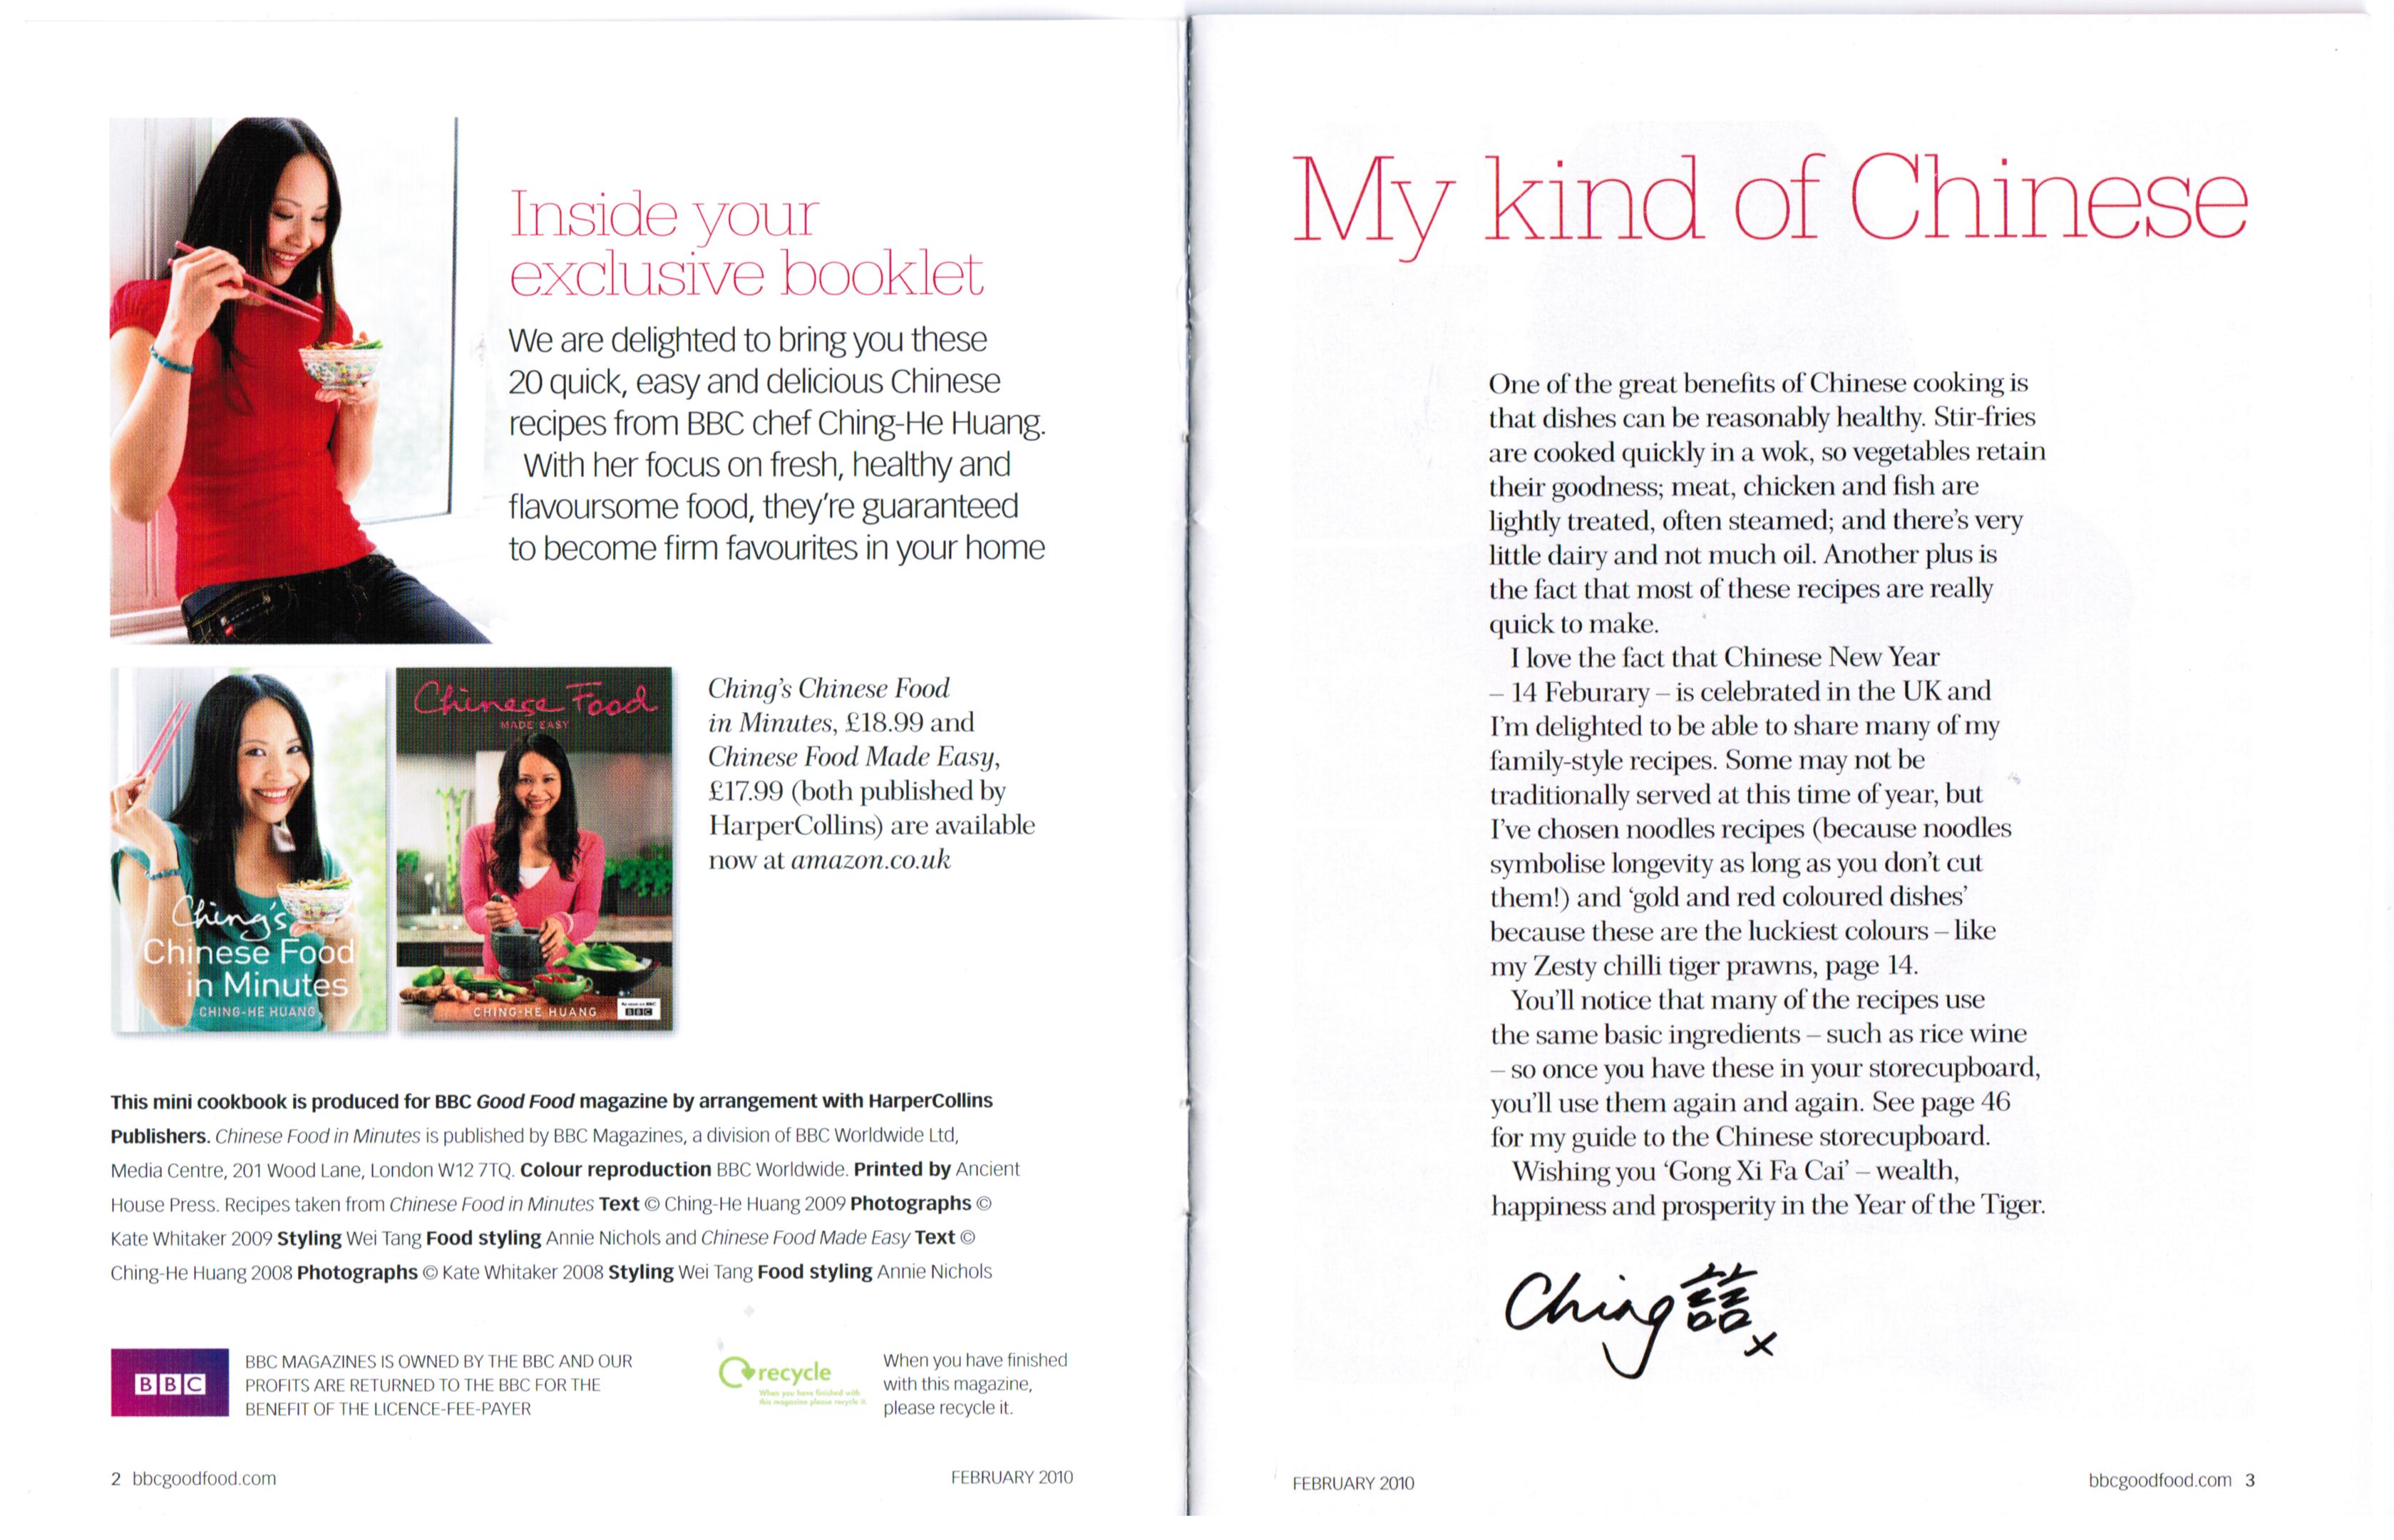 Inside your
exclusive booklet
We are delighted to bring you these
20 quick, easy and delicious Chinese
recipes from BBC chef Ching-He Huang.
With her focus on fresh, healthy and
flavoursome food, they're guaranteed
to become firm favourites in your home
Ching's
Chinese Food
in Minutes
CHING-HE HUANG
Chinese Food
MADE EASY
CHING-HE HUANG
BBC
Ching's Chinese Food
in Minutes, £18.99 and
Chinese Food Made Easy,
£17.99 (both published by
HarperCollins) are available
now at amazon.co.uk
This mini cookbook is produced for BBC Good Food magazine by arrangement with HarperCollins
Publishers. Chinese Food in Minutes is published by BBC Magazines, a division of BBC Worldwide Ltd,
Media Centre, 201 Wood Lane, London W12 7TQ. Colour reproduction BBC Worldwide. Printed by Ancient
House Press. Recipes taken from Chinese Food in Minutes Text © Ching-He Huang 2009 Photographs ©
Kate Whitaker 2009 Styling Wei Tang Food styling Annie Nichols and Chinese Food Made Easy Text ©
Ching-He Huang 2008 Photographs © Kate Whitaker 2008 Styling Wei Tang Food styling Annie Nichols
BBC
BBC MAGAZINES IS OWNED BY THE BBC AND OUR
PROFITS ARE RETURNED TO THE BBC FOR THE
BENEFIT OF THE LICENCE-FEE-PAYER
recycle
When you have finished with
this magazine please recycle it.
When you have finished
with this magazine,
please recycle it.
2 bbcgoodfood.com
FEBRUARY 2010
My kind of Chinese
One of the great benefits of Chinese cooking is
that dishes can be reasonably healthy. Stir-fries
are cooked quickly in a wok, so vegetables retain
their goodness; meat, chicken and fish are
lightly treated, often steamed; and there's very
little dairy and not much oil. Another plus is
the fact that most of these recipes are really
quick to make.
I love the fact that Chinese New Year
– 14 Feburary – is celebrated in the UK and
I'm delighted to be able to share many of my
family-style recipes. Some may not be
traditionally served at this time of year, but
I've chosen noodles recipes (because noodles
symbolise longevity as long as you don't cut
them!) and 'gold and red coloured dishes'
because these are the luckiest colours – like
my Zesty chilli tiger prawns, page 14.
You'll notice that many of the recipes use
the same basic ingredients – such as rice wine
– so once you have these in your storecupboard,
you'll use them again and again. See page 46
for my guide to the Chinese storecupboard.
Wishing you 'Gong Xi Fa Cai' – wealth,
happiness and prosperity in the Year of the Tiger.
Ching x
FEBRUARY 2010
bbcgoodfood.com 3